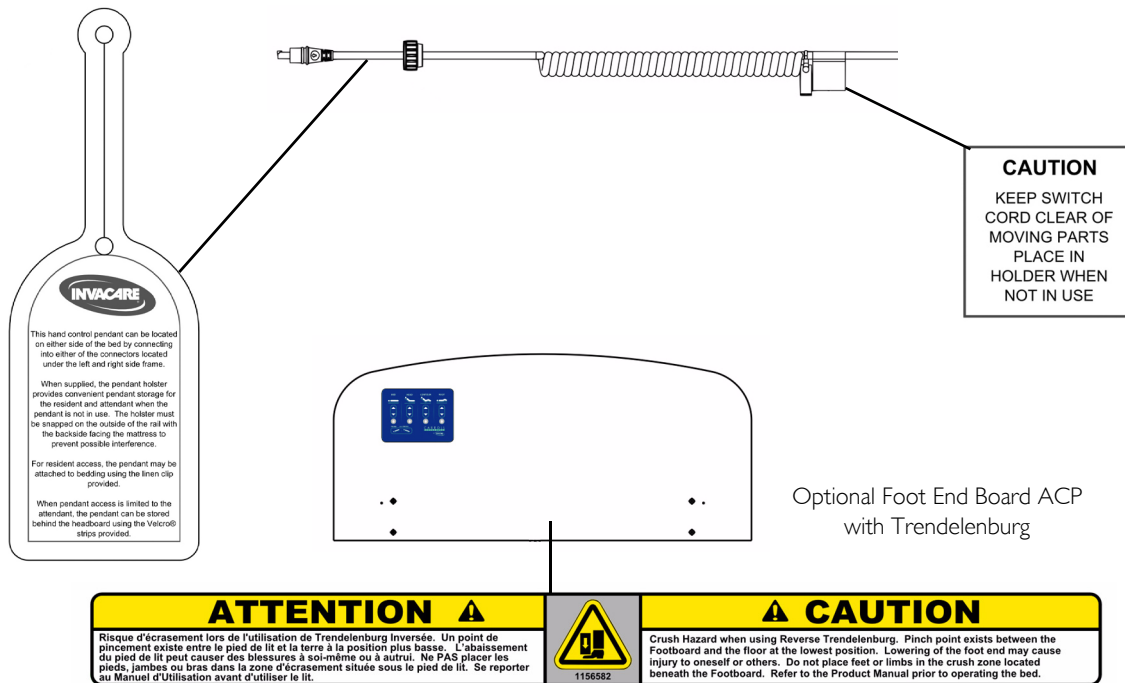 INVACARE
This hand control pendant can be located
on either side of the bed by connecting
into either of the connectors located
under the left and right side frame.
When supplied, the pendant holster
provides convenient pendant storage for
the resident and attendant when the
pendant is not in use. The holster must
be snapped on the outside of the rail with
the backside facing the mattress to
prevent possible interference.
For resident access, the pendant may be
attached to bedding using the linen clip
provided.
When pendant access is limited to the
attendant, the pendant can be stored
behind the headboard using the Velcro®
strips provided.
CAUTION
KEEP SWITCH
CORD CLEAR OF
MOVING PARTS
PLACE IN
HOLDER WHEN
NOT IN USE
Optional Foot End Board ACP
with Trendelenburg
ATTENTION
Risque d'écrasement lors de l'utilisation de Trendelenburg Inversée. Un point de
pincement existe entre le pied de lit et la terre à la position plus basse. L'abaissement
du pied de lit peut causer des blessures à soi-même ou à autrui. Ne PAS placer les
pieds, jambes ou bras dans la zone d'écrasement située sous le pied de lit. Se reporter
au Manuel d'Utilisation avant d'utiliser le lit.
1156582
CAUTION
Crush Hazard when using Reverse Trendelenburg. Pinch point exists between the
Footboard and the floor at the lowest position. Lowering of the foot end may cause
injury to oneself or others. Do not place feet or limbs in the crush zone located
beneath the Footboard. Refer to the Product Manual prior to operating the bed.